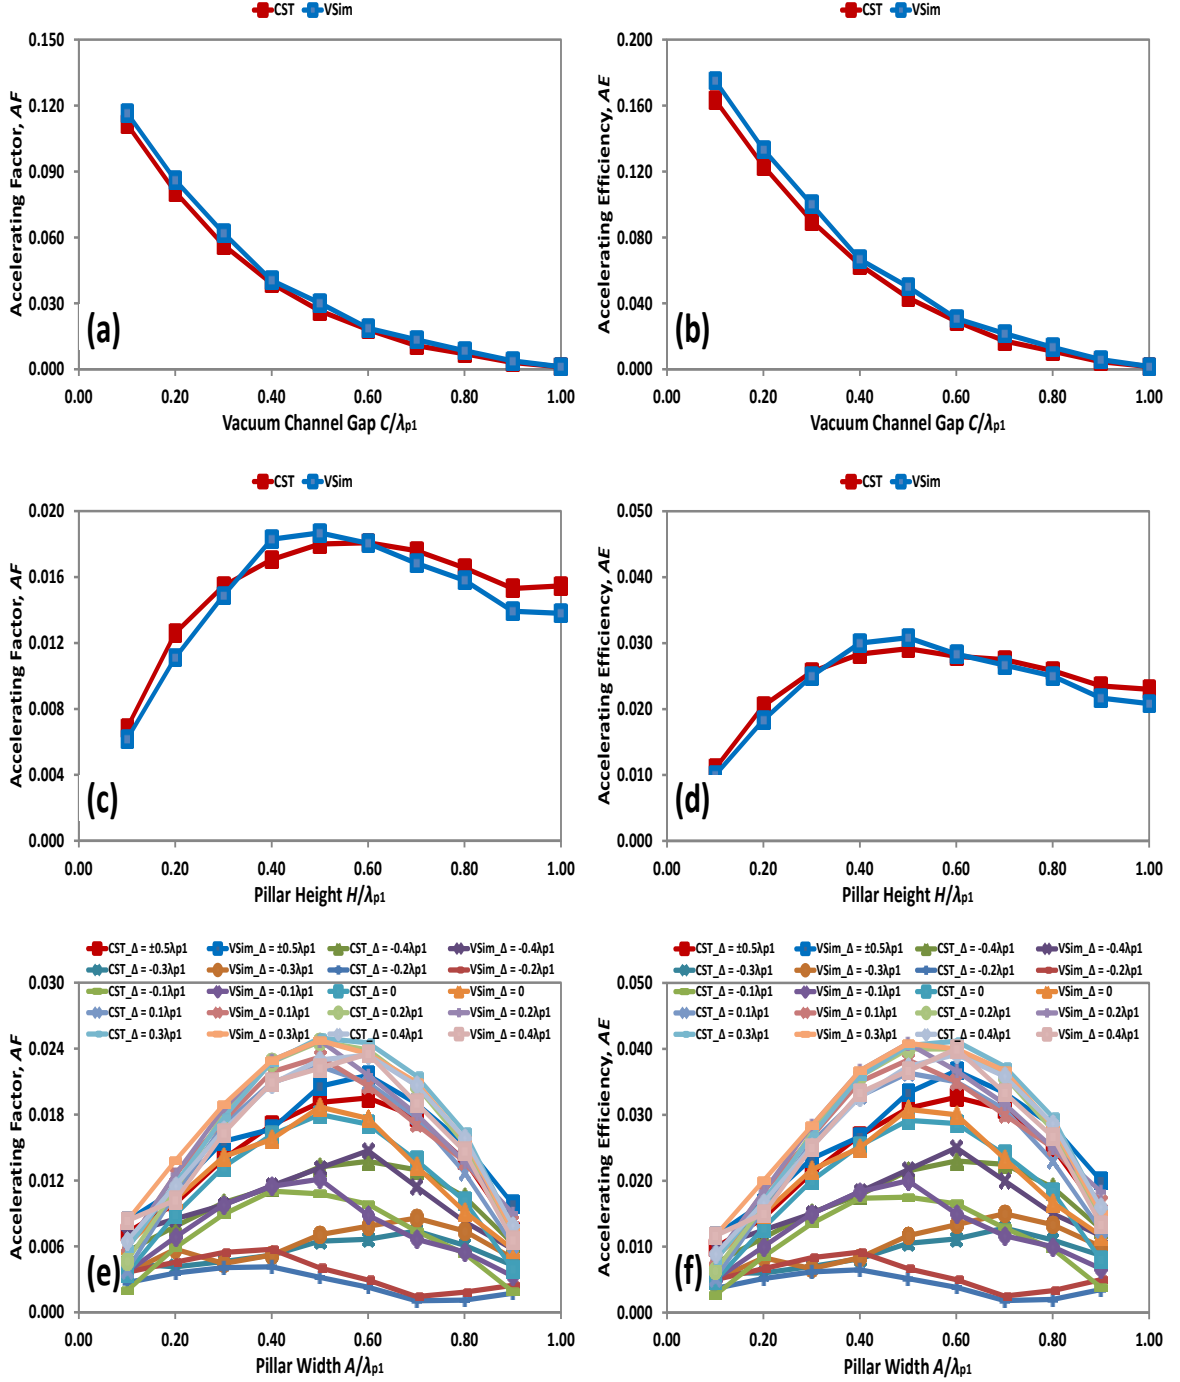 CST VSim
CST VSim
0.150
0.120
0.090
0.060
0.030
0.000
Accelerating Factor, AF
(a)
0.00 0.20 0.40 0.60 0.80 1.00
Vacuum Channel Gap C/λp1
0.200
0.160
0.120
0.080
0.040
0.000
Accelerating Efficiency, AE
(b)
0.00 0.20 0.40 0.60 0.80 1.00
Vacuum Channel Gap C/λp1
CST VSim
CST VSim
0.020
0.016
0.012
0.008
0.004
0.000
Accelerating Factor, AF
(c)
0.00 0.20 0.40 0.60 0.80 1.00
Pillar Height H/λp1
0.050
0.040
0.030
0.020
0.010
0.000
Accelerating Efficiency, AE
(d)
0.00 0.20 0.40 0.60 0.80 1.00
Pillar Height H/λp1
CST_Δ = ±0.5λp1 VSim_Δ = ±0.5λp1 CST_Δ = -0.4λp1 VSim_Δ = -0.4λp1
CST_Δ = -0.3λp1 VSim_Δ = -0.3λp1 CST_Δ = -0.2λp1 VSim_Δ = -0.2λp1
CST_Δ = -0.1λp1 VSim_Δ = -0.1λp1 CST_Δ = 0 VSim_Δ = 0
CST_Δ = 0.1λp1 VSim_Δ = 0.1λp1 CST_Δ = 0.2λp1 VSim_Δ = 0.2λp1
CST_Δ = 0.3λp1 VSim_Δ = 0.3λp1 CST_Δ = 0.4λp1 VSim_Δ = 0.4λp1
0.030
0.024
0.018
0.012
0.006
0.000
Accelerating Factor, AF
(e)
0.00 0.20 0.40 0.60 0.80 1.00
Pillar Width A/λp1
CST_Δ = ±0.5λp1 VSim_Δ = ±0.5λp1 CST_Δ = -0.4λp1 VSim_Δ = -0.4λp1
CST_Δ = -0.3λp1 VSim_Δ = -0.3λp1 CST_Δ = -0.2λp1 VSim_Δ = -0.2λp1
CST_Δ = -0.1λp1 VSim_Δ = -0.1λp1 CST_Δ = 0 VSim_Δ = 0
CST_Δ = 0.1λp1 VSim_Δ = 0.1λp1 CST_Δ = 0.2λp1 VSim_Δ = 0.2λp1
CST_Δ = 0.3λp1 VSim_Δ = 0.3λp1 CST_Δ = 0.4λp1 VSim_Δ = 0.4λp1
0.050
0.040
0.030
0.020
0.010
0.000
Accelerating Efficiency, AE
(f)
0.00 0.20 0.40 0.60 0.80 1.00
Pillar Width A/λp1